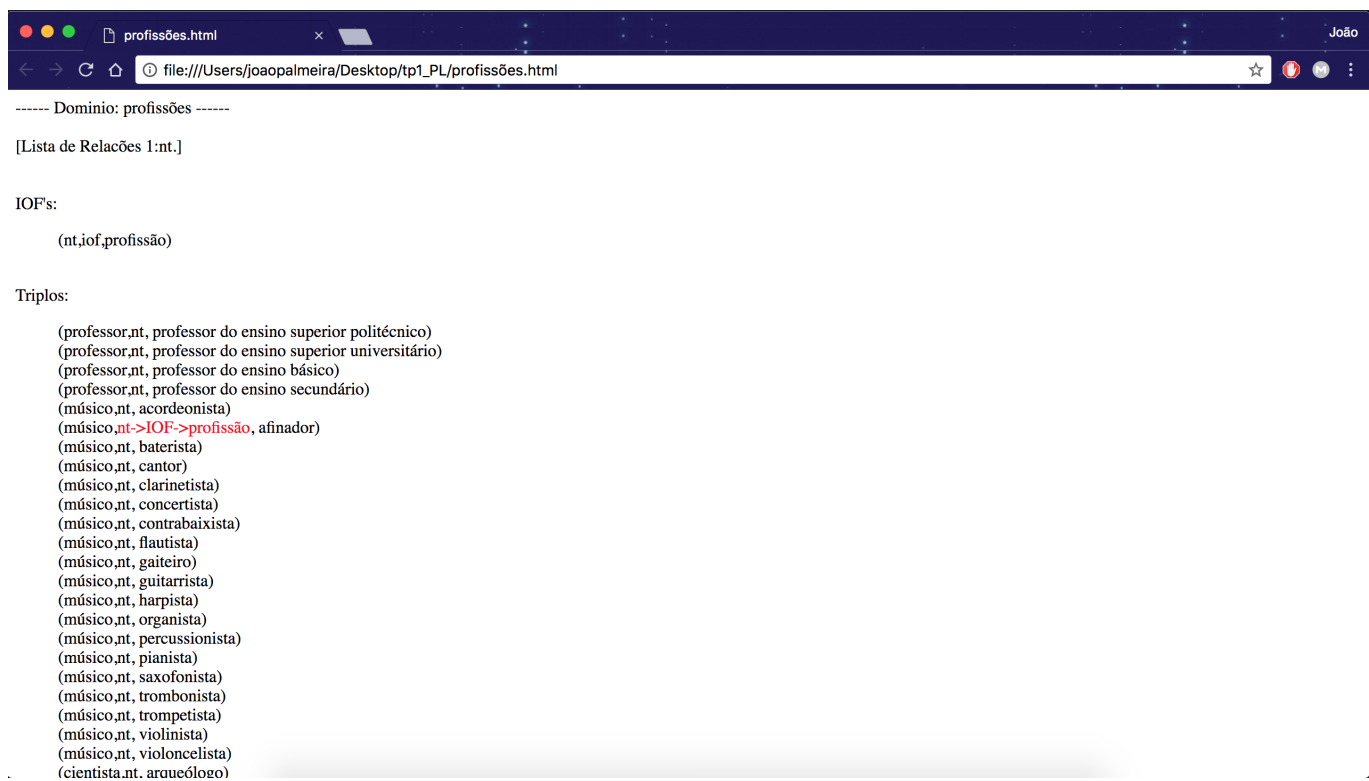 profissões.html
João
file:///Users/joaopalmeira/Desktop/tp1_PL/profissões.html
------ Dominio: profissões ------
[Lista de Relacões 1:nt.]
IOF's:
(nt,iof,profissão)
Triplos:
(professor,nt, professor do ensino superior politécnico)
(professor,nt, professor do ensino superior universitário)
(professor,nt, professor do ensino básico)
(professor,nt, professor do ensino secundário)
(músico,nt, acordeonista)
(músico,nt->IOF->profissão, afinador)
(músico,nt, baterista)
(músico,nt, cantor)
(músico,nt, clarinetista)
(músico,nt, concertista)
(músico,nt, contrabaixista)
(músico,nt, flautista)
(músico,nt, gaiteiro)
(músico,nt, guitarrista)
(músico,nt, harpista)
(músico,nt, organista)
(músico,nt, percussionista)
(músico,nt, pianista)
(músico,nt, saxofonista)
(músico,nt, trombonista)
(músico,nt, trompetista)
(músico,nt, violinista)
(músico,nt, violoncelista)
(cientista,nt, arqueólogo)